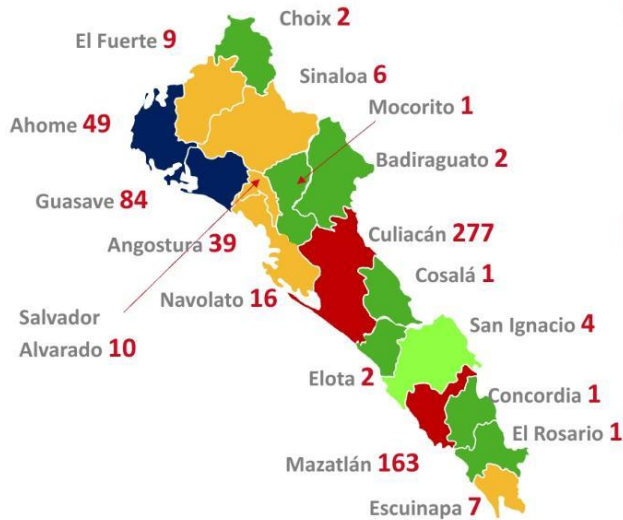 Choix 2
El Fuerte 9
Sinaloa 6
Mocorito 1
Ahome 49
Badiraguato 2
Guasave 84
Culiacán 277
Angostura 39
Cosalá 1
Navolato 16
Salvador
Alvarado 10
San Ignacio 4
Elota 2
Concordia 1
El Rosario 1
Mazatlán 163
Escuinapa 7